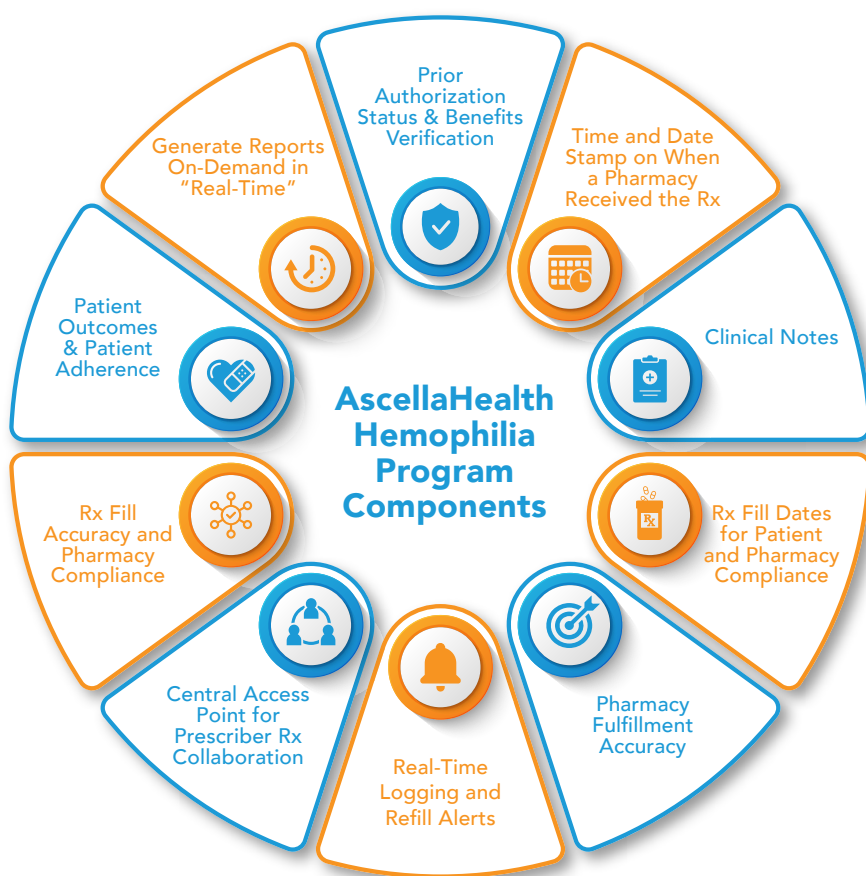 Prior
Authorization
Status & Benefits
Verification
Time and Date
Stamp on When
a Pharmacy
Received the Rx
Clinical Notes
Rx Fill Dates
for Patient
and Pharmacy
Compliance
Pharmacy
Fulfillment
Accuracy
Real-Time
Logging and
Refill Alerts
Central Access
Point for
Prescriber Rx
Collaboration
Rx Fill
Accuracy and
Pharmacy
Compliance
Patient
Outcomes
& Patient
Adherence
Generate Reports
On-Demand in
“Real-Time”
AscellaHealth
Hemophilia
Program
Components
Rx